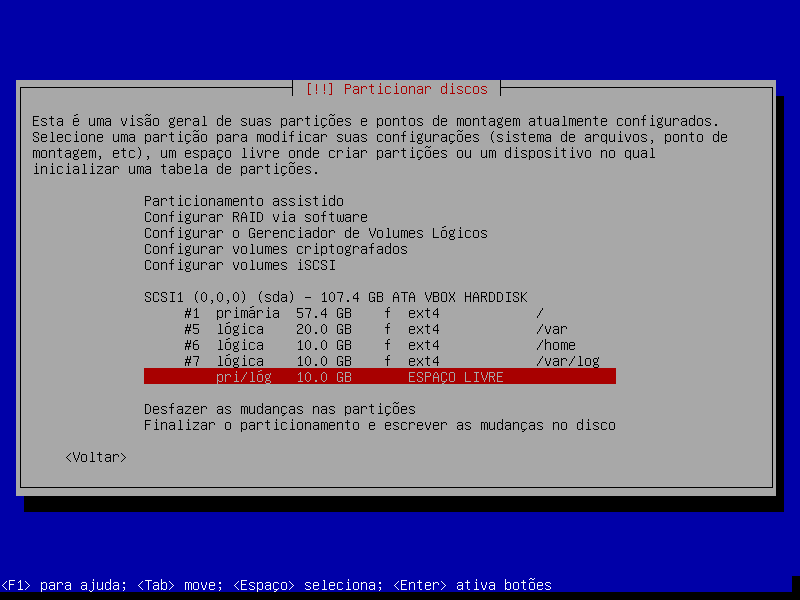 [!!] Particionar discos
Esta é uma visão geral de suas partições e pontos de montagem atualmente configurados.
Selecione uma partição para modificar suas configurações (sistema de arquivos, ponto de
montagem, etc), um espaço livre onde criar partições ou um dispositivo no qual
inicializar uma tabela de partições.
Particionamento assistido
Configurar RAID via software
Configurar o Gerenciador de Volumes Lógicos
Configurar volumes criptografados
Configurar volumes iSCSI
SCSI1 (0,0,0) (sda) - 107.4 GB ATA VBOX HARDDISK
#1 primária 57.4 GB f ext4 /
#5 lógica 20.0 GB f ext4 /var
#6 lógica 10.0 GB f ext4 /home
#7 lógica 10.0 GB f ext4 /var/log
pri/lóg 10.0 GB ESPAÇO LIVRE
Desfazer as mudanças nas partições
Finalizar o particionamento e escrever as mudanças no disco
<Voltar>
<F1> para ajuda; <Tab> move; <Espaço> seleciona; <Enter> ativa botões